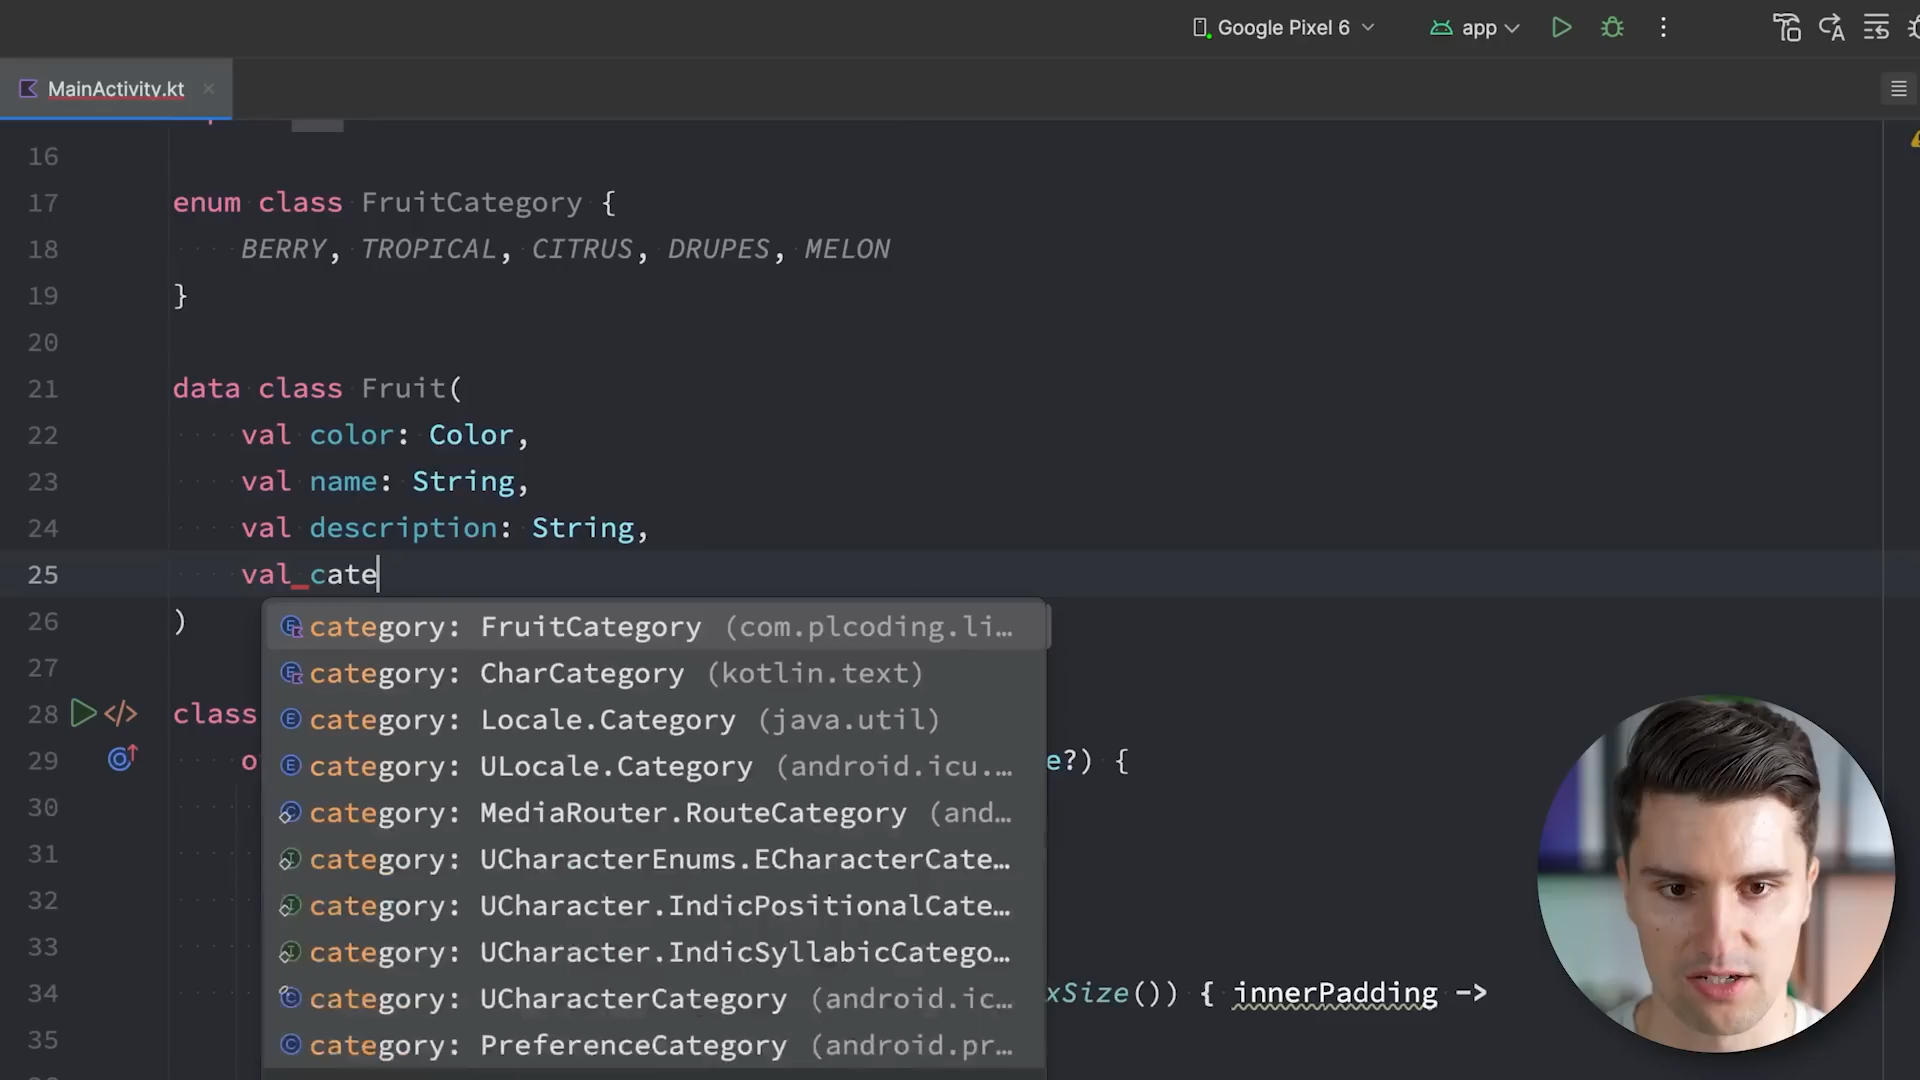 Google Pixel 6
app
MainActivity.kt
16
17 enum class FruitCategory {
18 BERRY, TROPICAL, CITRUS, DRUPES, MELON
19 }
20
21 data class Fruit(
22 val color: Color,
23 val name: String,
24 val description: String,
25 val cate
26 )
category: FruitCategory (com.plcoding.li…
27
category: CharCategory (kotlin.text)
28 class
category: Locale.Category (java.util)
29 o e?) {
category: ULocale.Category (android.icu.…
30
category: MediaRouter.RouteCategory (and…
31
category: UCharacterEnums.ECharacterCate…
32
category: UCharacter.IndicPositionalCate…
33
category: UCharacter.IndicSyllabicCatego…
34 xSize()) { innerPadding ->
category: UCharacterCategory (android.ic…
35
category: PreferenceCategory (android.pr…